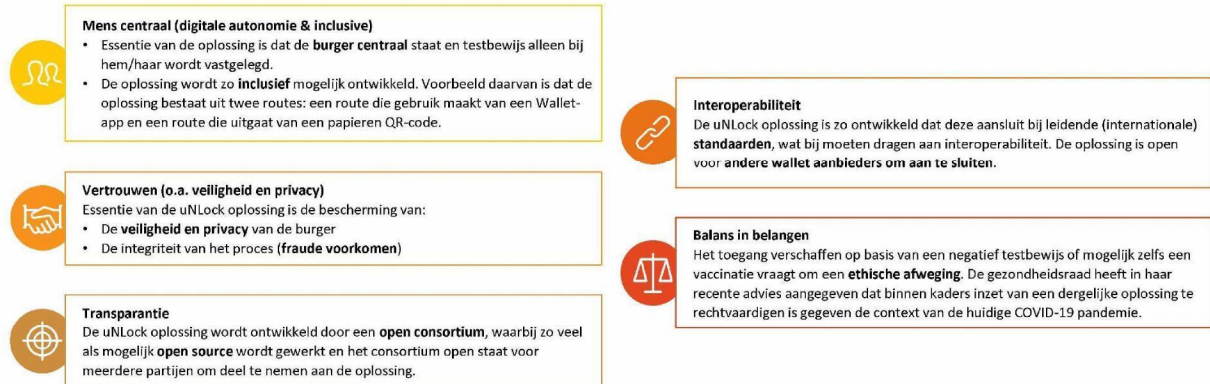 Mens centraal (digitale autonomie & inclusive)
• Essentie van de oplossing is dat de burger centraal staat en testbewijs alleen bij
hem/haar wordt vastgelegd.
• De oplossing wordt zo inclusief mogelijk ontwikkeld. Voorbeeld daarvan is dat de
oplossing bestaat uit twee routes: een route die gebruik maakt van een Wallet-
app en een route die uitgaat van een papieren QR-code.
Vertrouwen (o.a. veiligheid en privacy)
Essentie van de uNLock oplossing is de bescherming van:
• De veiligheid en privacy van de burger
• De integriteit van het proces (fraude voorkomen)
Transparantie
De uNLock oplossing wordt ontwikkeld door een open consortium, waarbij zo veel
als mogelijk open source wordt gewerkt en het consortium open staat voor
meerdere partijen om deel te nemen aan de oplossing.
Interoperabiliteit
De uNLock oplossing is zo ontwikkeld dat deze aansluit bij leidende (internationale)
standaarden, wat bij moeten dragen aan interoperabiliteit. De oplossing is open
voor andere wallet aanbieders om aan te sluiten.
Balans in belangen
Het toegang verschaffen op basis van een negatief testbewijs of mogelijk zelfs een
vaccinatie vraagt om een ethische afweging. De gezondheidsraad heeft in haar
recente advies aangegeven dat binnen kaders inzet van een dergelijke oplossing te
rechtvaardigen is gegeven de context van de huidige COVID-19 pandemie.